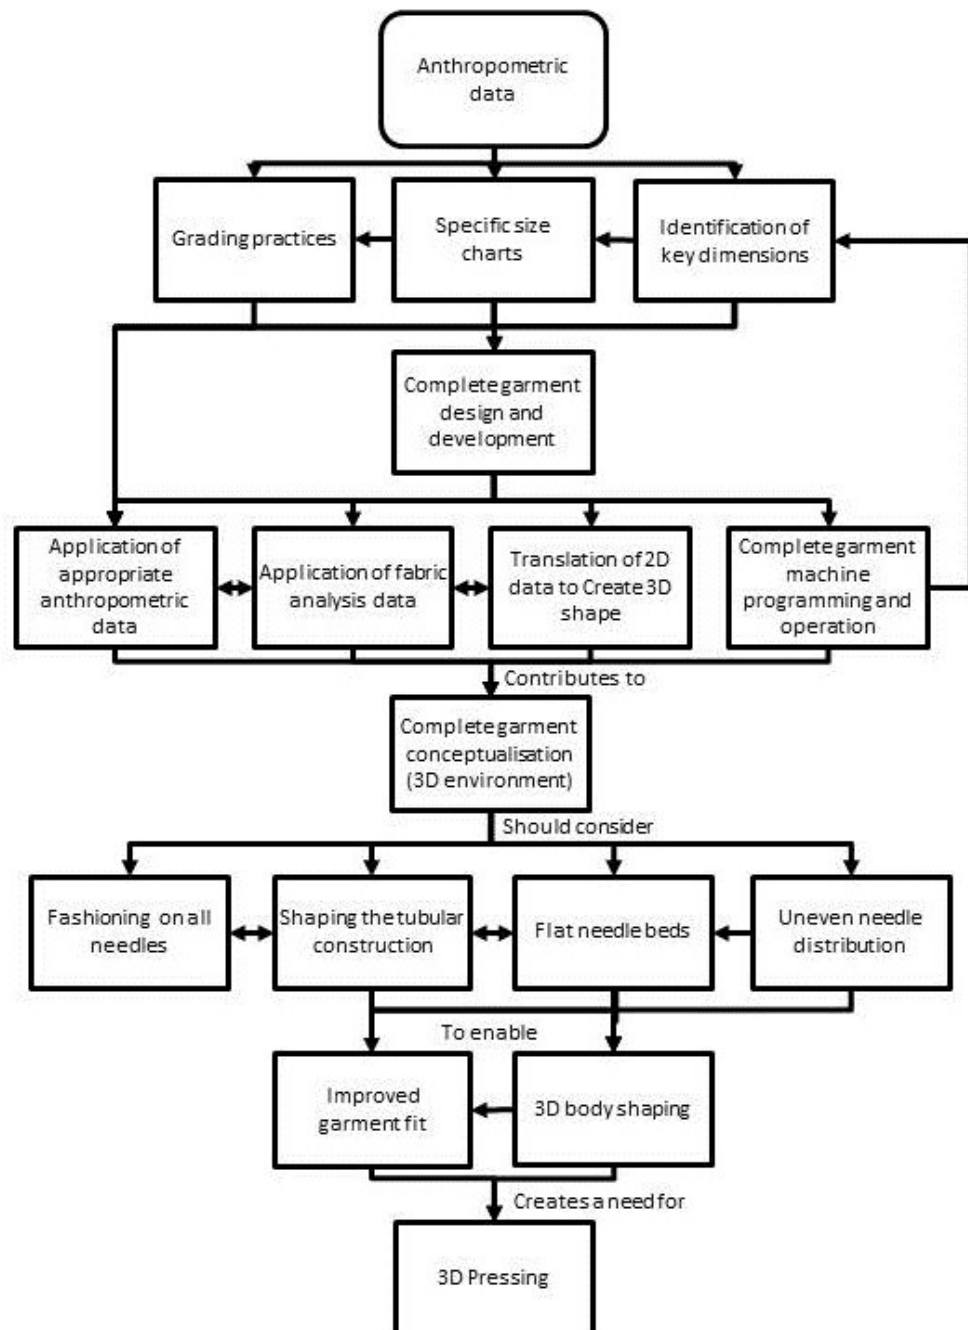 Anthropometric
data
Grading practices
Specific size
charts
Identification of
key dimensions
Complete garment
design and
development
Application of
appropriate
anthropometric
data
Application of fabric
analysis data
Translation of 2D
data to Create 3D
shape
Complete garment
machine
programming and
operation
Contributes to
Complete garment
conceptualisation
(3D environment)
Should consider
Fashioning on all
needles
Shaping the tubular
construction
Flat needle beds
Uneven needle
distribution
To enable
Improved
garment fit
3D body shaping
Creates a need for
3D Pressing